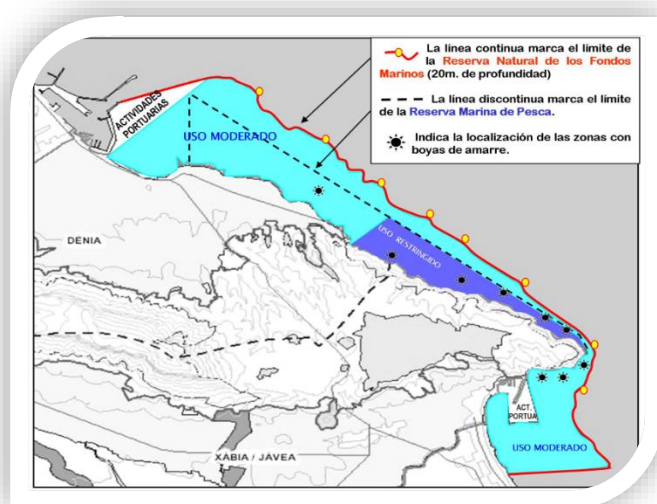 La línea continua marca el límite de
la Reserva Natural de los Fondos
Marinos (20m. de profundidad)
La línea discontinua marca el límite
de la Reserva Marina de Pesca.
Indica la localización de las zonas con
boyas de amarre.
ACTIVIDADES
PORTUARIAS
USO MODERADO
USO RESTRINGIDO
DENIA
ACT.
PORTUA
USO MODERADO
XABIA / JAVEA